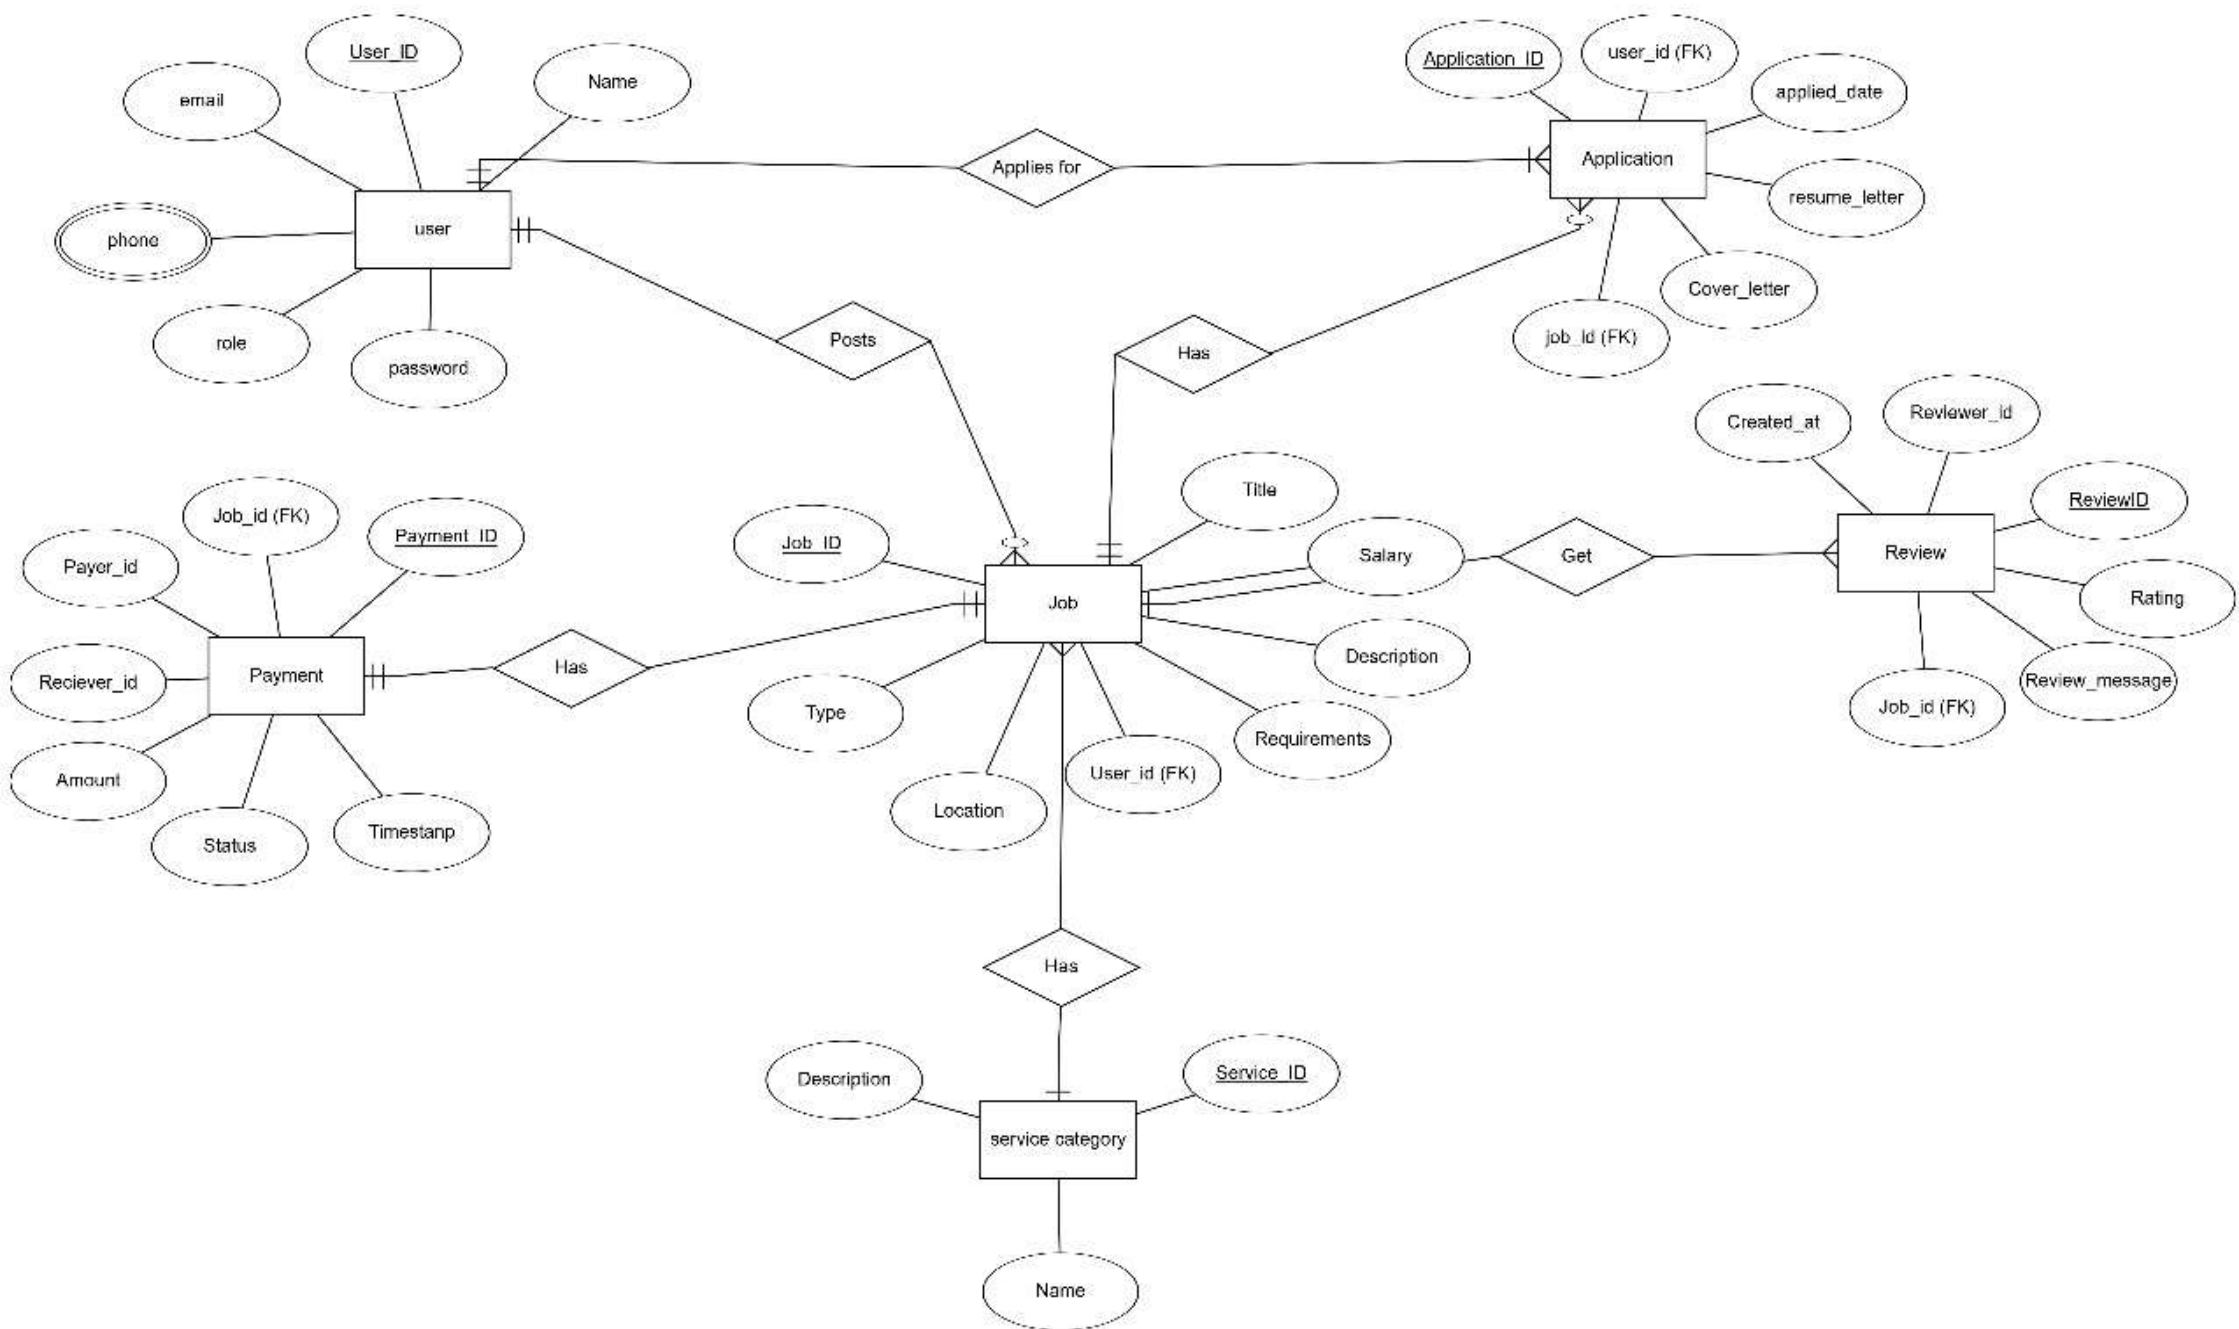 User_ID
Name
email
phone
user
role
password
Applies for
Application_ID
user_id (FK)
applied_date
Application
resume_letter
Cover_letter
job_Id (FK)
Posts
Has
Created_at
Reviewer_id
ReviewID
Review
Rating
Review_message
Job_id (FK)
Get
Job_id (FK)
Payment_ID
Payer_id
Payment
Reciever_id
Amount
Status
Timestanp
Has
Job_ID
Title
Salary
Job
Description
Type
Requirements
User_id (FK)
Location
Has
Description
Service_ID
service category
Name